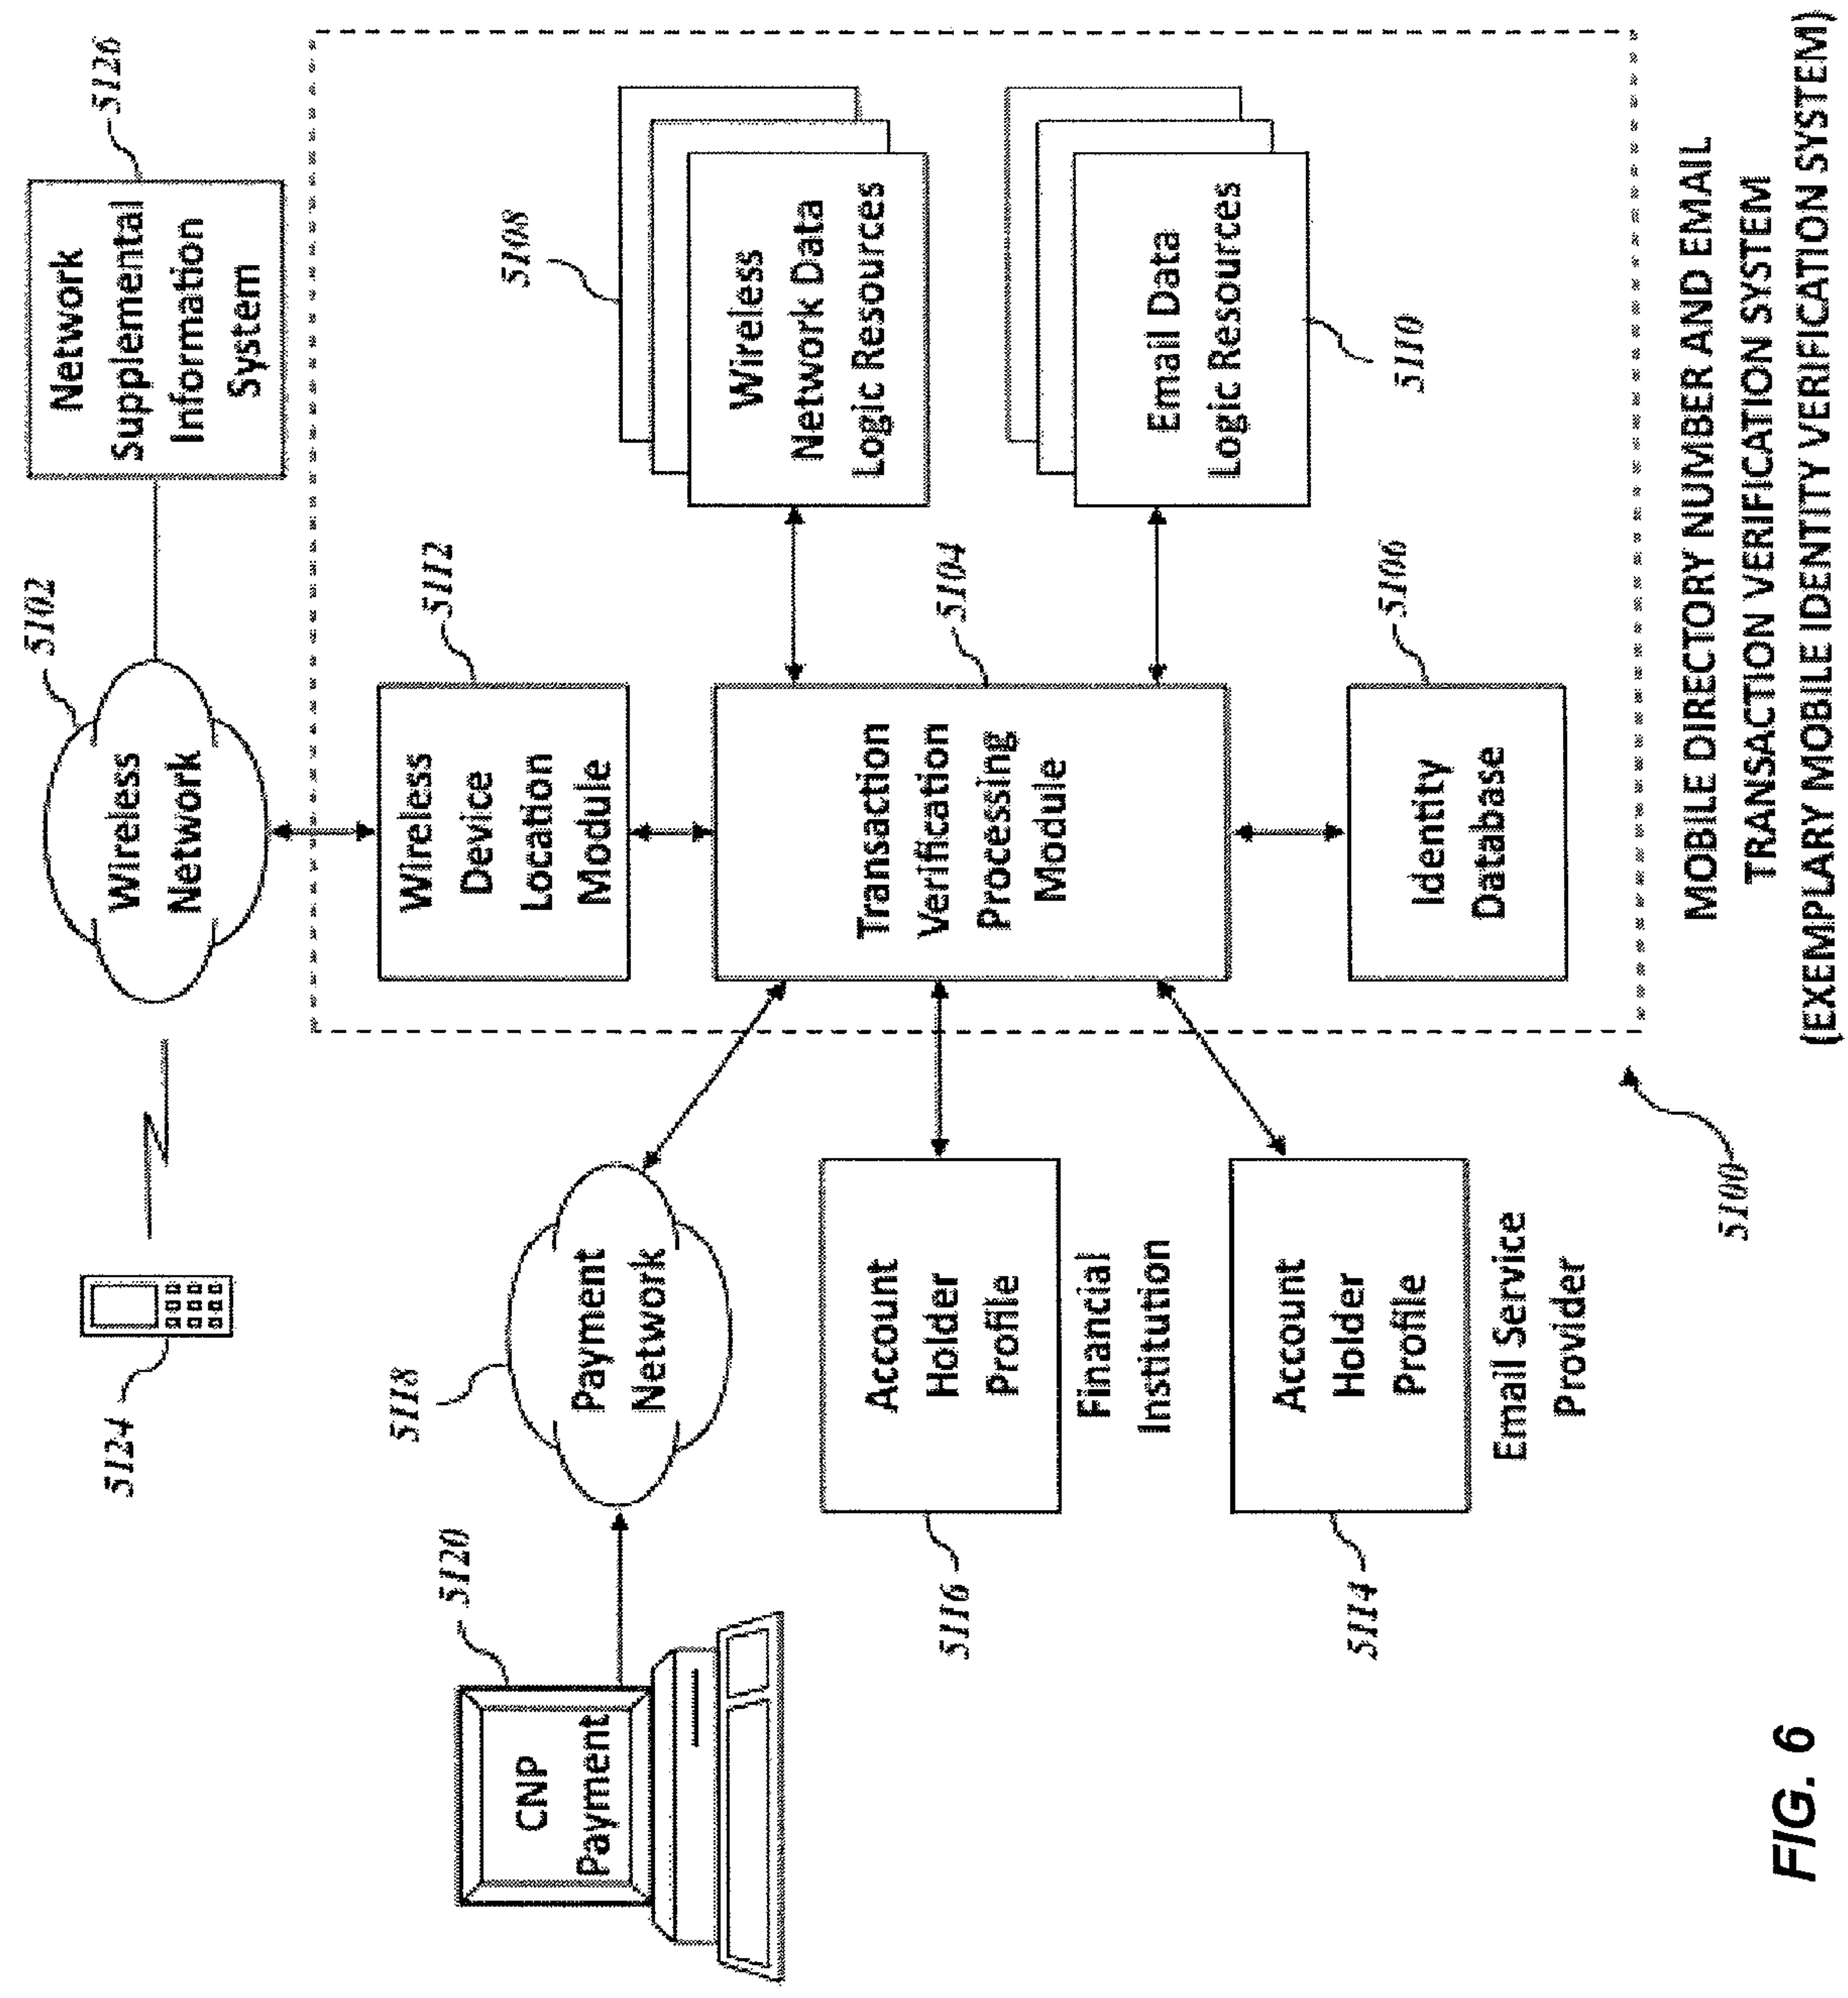 5124
5102
Wireless
Network
Network
Supplemental
Information
System
5126
5120
CNP
Payment
5118
Payment
Network
5112
Wireless
Device
Location
Module
5108
Wireless
Network Data
Logic Resources
5104
Transaction
Verification
Processing
Module
5116
Account
Holder
Profile
Financial
Institution
Email Data
Logic Resources
5110
5114
Account
Holder
Profile
Email Service
Provider
5106
Identity
Database
5100
MOBILE DIRECTORY NUMBER AND EMAIL
TRANSACTION VERIFICATION SYSTEM
(EXEMPLARY MOBILE IDENTITY VERIFICATION SYSTEM)
FIG. 6